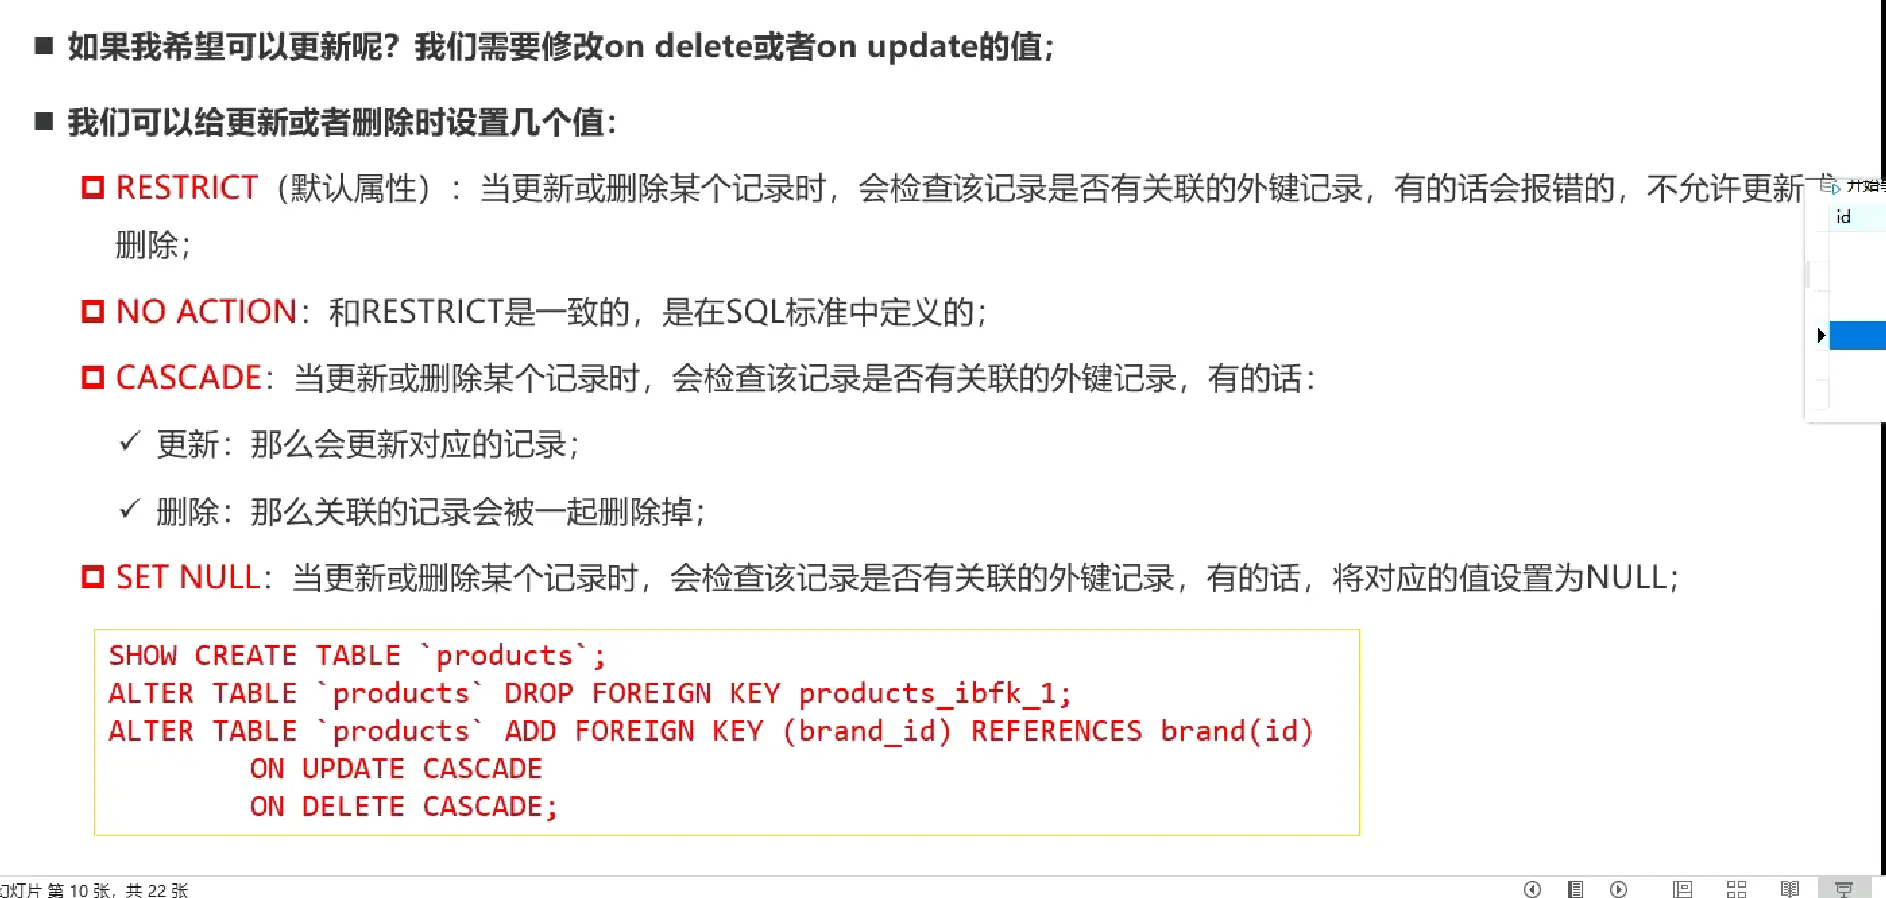 如果我希望可以更新呢？我们需要修改on delete或者on update的值；
我们可以给更新或者删除时设置几个值：
RESTRICT（默认属性）：当更新或删除某个记录时，会检查该记录是否有关联的外键记录，有的话会报错的，不允许更新
删除；
NO ACTION：和RESTRICT是一致的，是在SQL标准中定义的；
CASCADE：当更新或删除某个记录时，会检查该记录是否有关联的外键记录，有的话：
✓ 更新：那么会更新对应的记录；
✓ 删除：那么关联的记录会被一起删除掉；
SET NULL：当更新或删除某个记录时，会检查该记录是否有关联的外键记录，有的话，将对应的值设置为NULL；
SHOW CREATE TABLE `products`;
ALTER TABLE `products` DROP FOREIGN KEY products_ibfk_1;
ALTER TABLE `products` ADD FOREIGN KEY (brand_id) REFERENCES brand(id)
ON UPDATE CASCADE
ON DELETE CASCADE;
开始
id
灯片 第 10 张，共 22 张